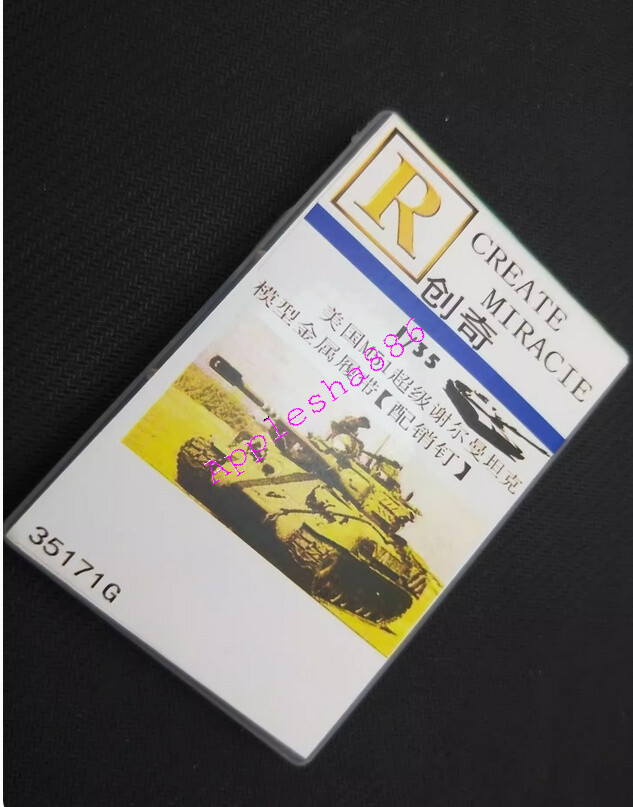 R
CREATE
MIRACIE
创奇
1/35
美国M51超级谢尔曼坦克
模型金属履带【配销钉】
35171G
Applesha886